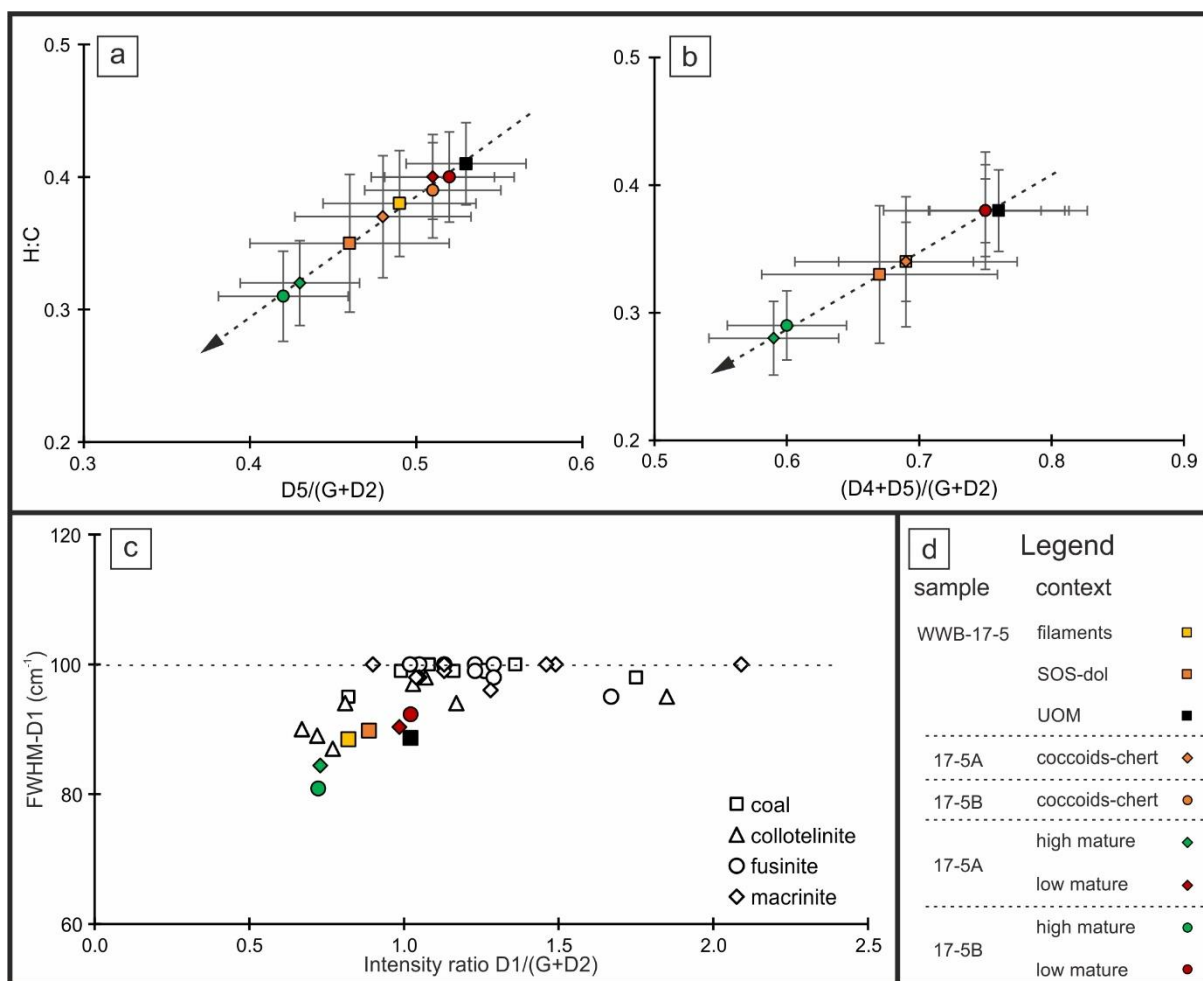 a
0.5
0.4
0.3
0.2
H:C
0.3 0.4 0.5 0.6
D5/(G+D2)
b
0.5
0.4
0.3
0.2
0.5 0.6 0.7 0.8 0.9
(D4+D5)/(G+D2)
c
120
100
80
60
FWHM-D1 (cm⁻¹)
0.0 0.5 1.0 1.5 2.0 2.5
Intensity ratio D1/(G+D2)
coal
collotelinite
fusinite
macrinite
d Legend
sample context
WWB-17-5 filaments
SOS-dol
UOM
17-5A coccoids-chert
17-5B coccoids-chert
17-5A high mature
low mature
17-5B high mature
low mature